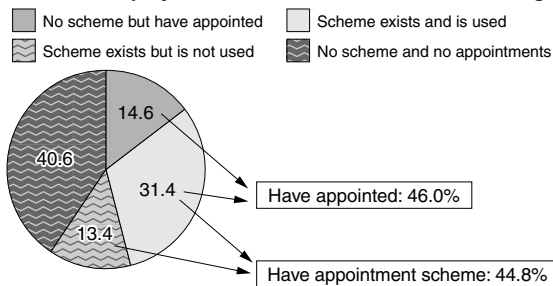 No scheme but have appointed
Scheme exists and is used
Scheme exists but is not used
No scheme and no appointments
14.6
40.6
31.4
Have appointed: 46.0%
13.4
Have appointment scheme: 44.8%